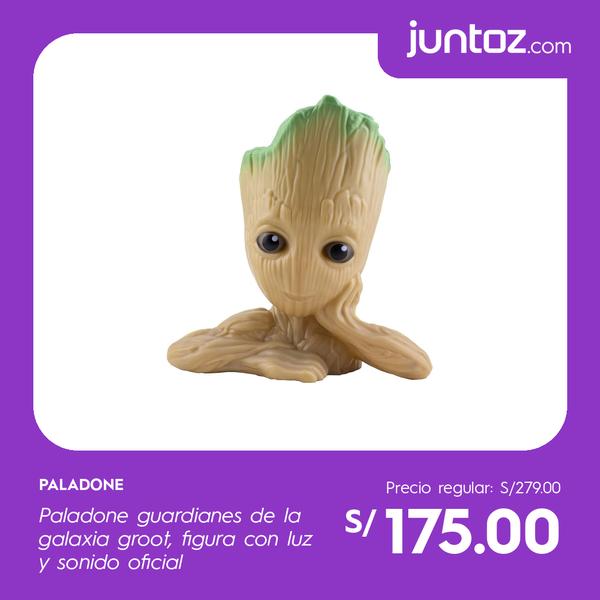 juntoz.com
PALADONE
Paladone guardianes de la
galaxia groot, figura con luz
y sonido oficial
Precio regular: S/279.00
S/175.00